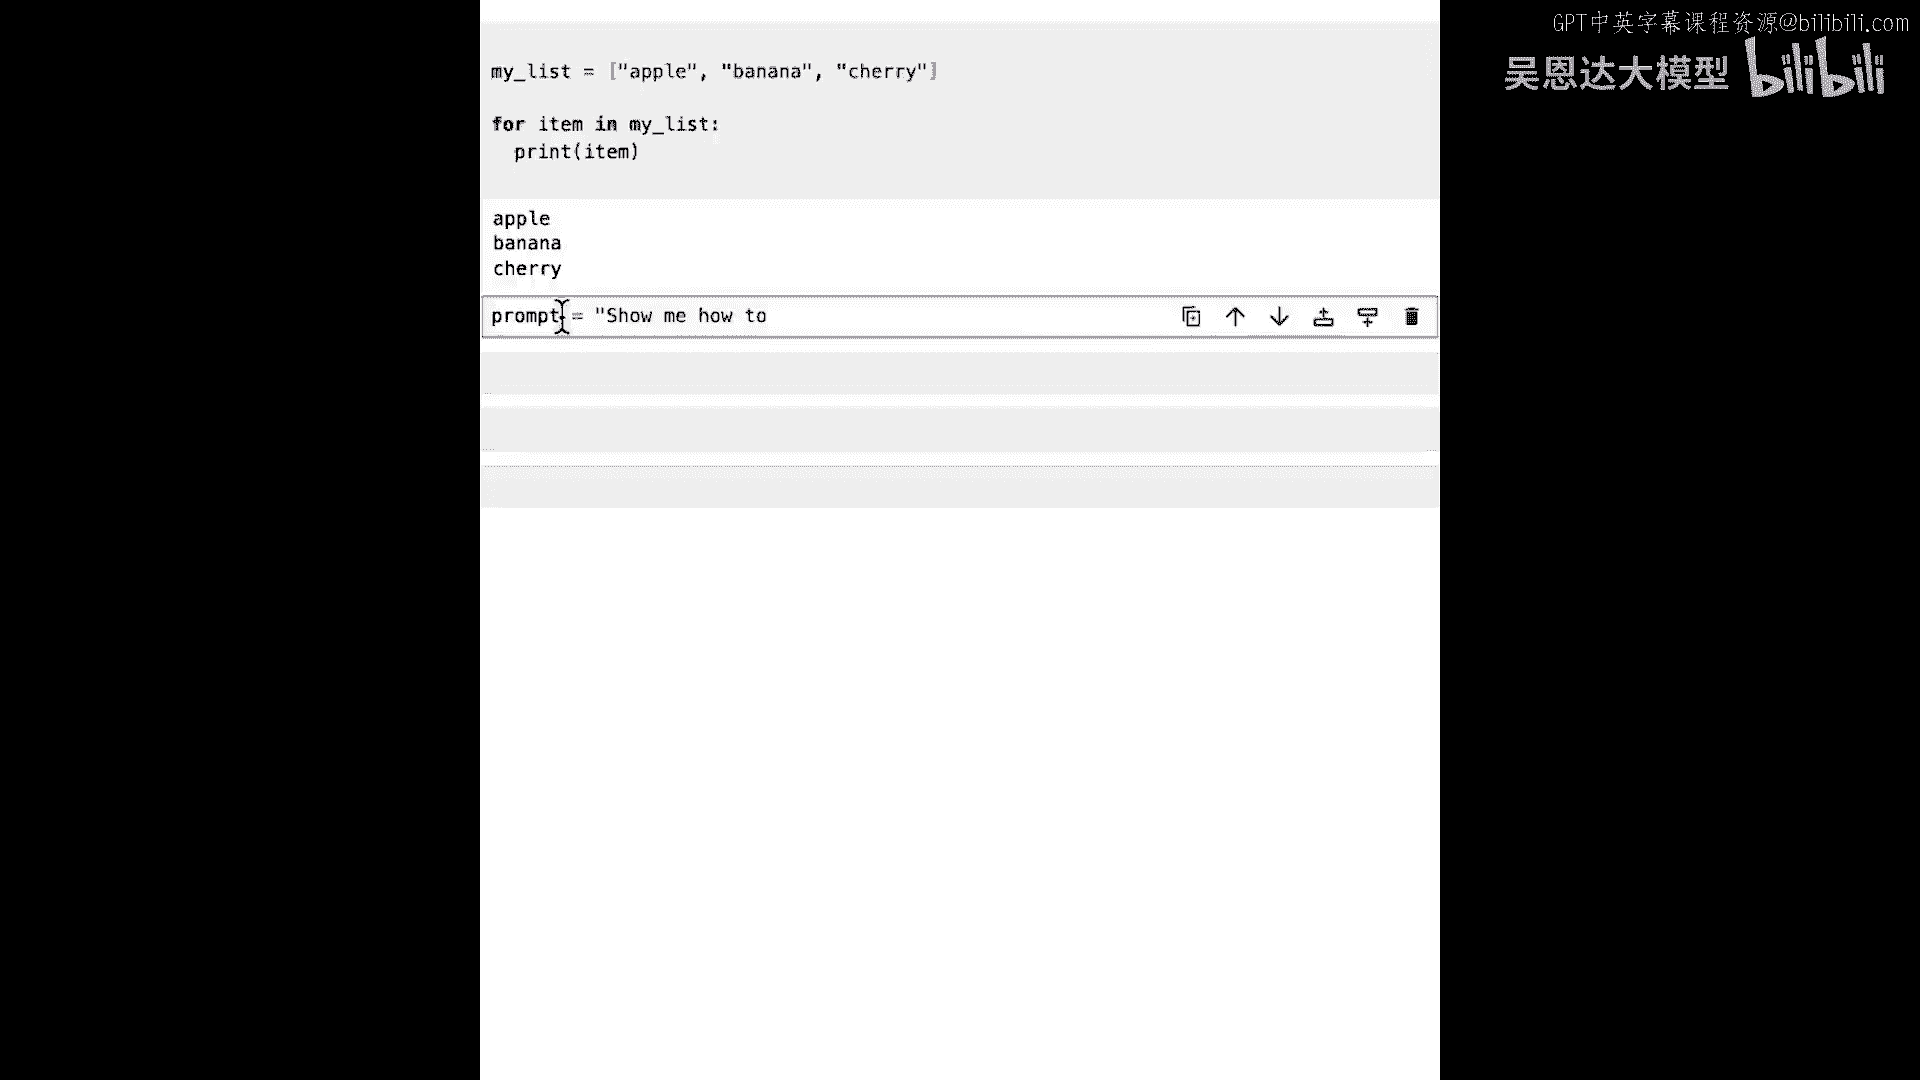 GPT中英字幕课程资源@bilibili.com
吴恩达大模型 bilibili
my_list = ["apple", "banana", "cherry"]
for item in my_list:
  print(item)
apple
banana
cherry
prompt = "Show me how to